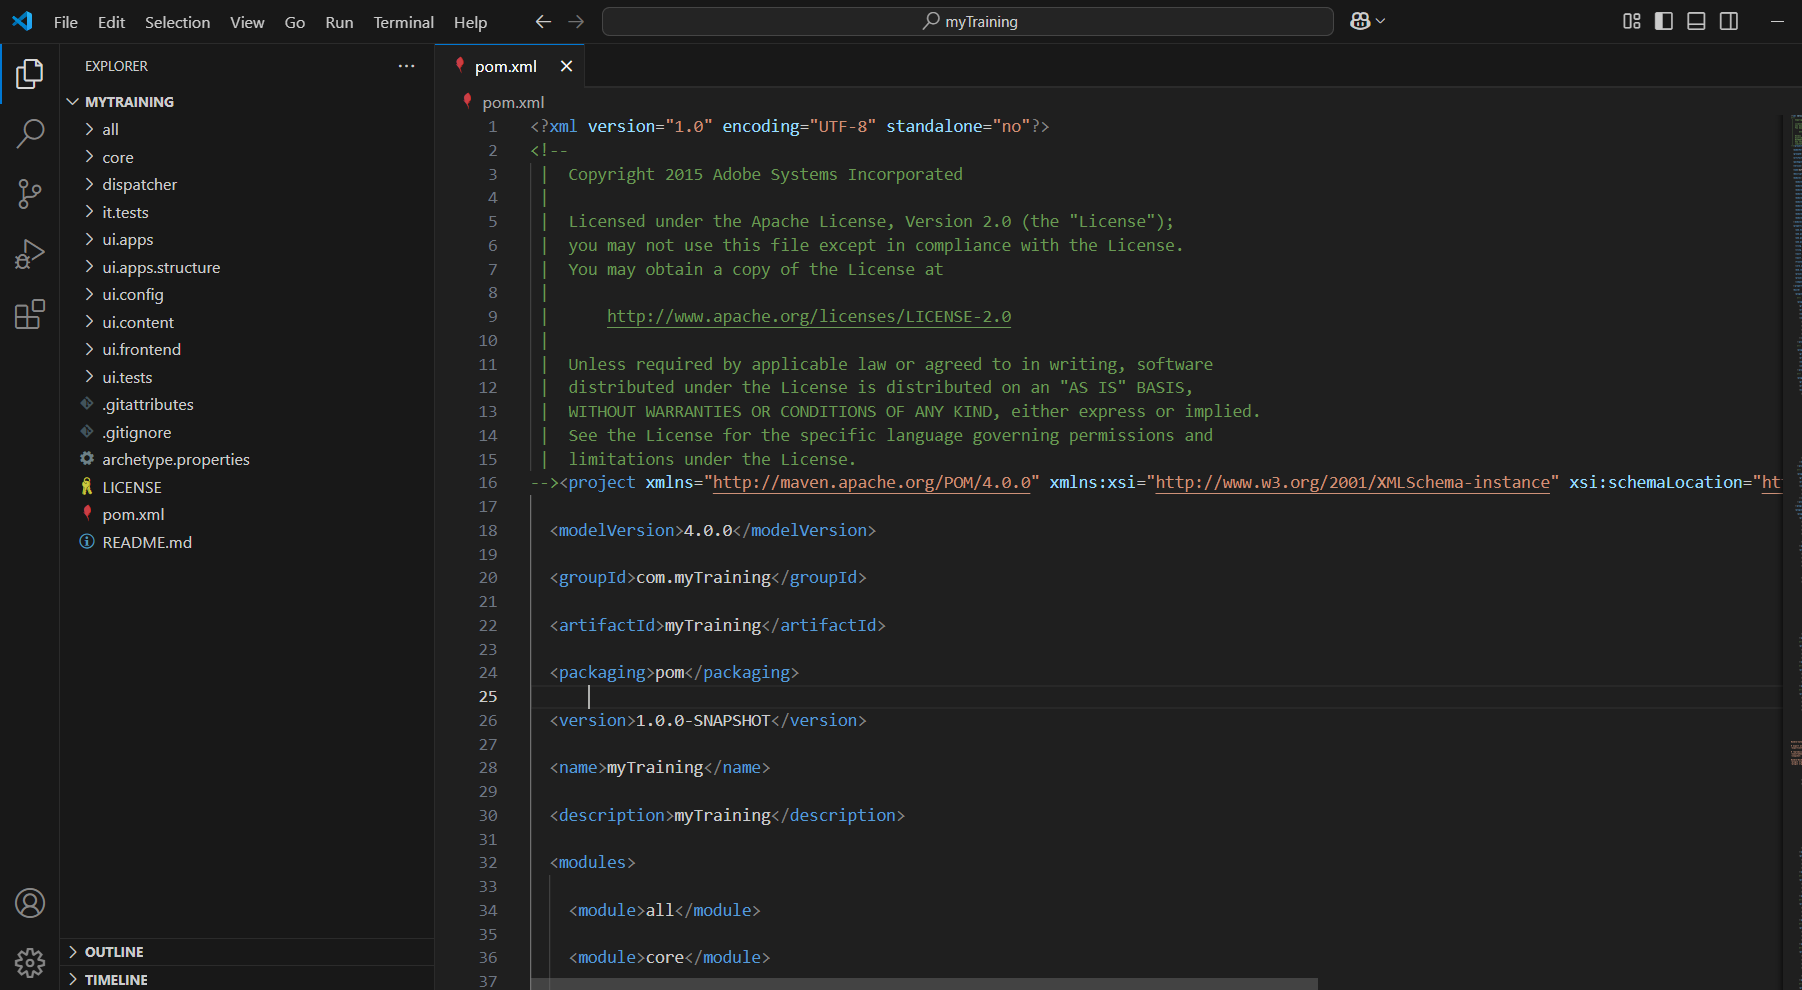 File Edit Selection View Go Run Terminal Help
myTraining
EXPLORER
MYTRAINING
all
core
dispatcher
it.tests
ui.apps
ui.apps.structure
ui.config
ui.content
ui.frontend
ui.tests
.gitattributes
.gitignore
archetype.properties
LICENSE
pom.xml
README.md
OUTLINE
TIMELINE
pom.xml
pom.xml
1 <?xml version="1.0" encoding="UTF-8" standalone="no"?>
2 <!--
3 | Copyright 2015 Adobe Systems Incorporated
4 |
5 | Licensed under the Apache License, Version 2.0 (the "License");
6 | you may not use this file except in compliance with the License.
7 | You may obtain a copy of the License at
8 |
9 | http://www.apache.org/licenses/LICENSE-2.0
10 |
11 | Unless required by applicable law or agreed to in writing, software
12 | distributed under the License is distributed on an "AS IS" BASIS,
13 | WITHOUT WARRANTIES OR CONDITIONS OF ANY KIND, either express or implied.
14 | See the License for the specific language governing permissions and
15 | limitations under the License.
16 --><project xmlns="http://maven.apache.org/POM/4.0.0" xmlns:xsi="http://www.w3.org/2001/XMLSchema-instance" xsi:schemaLocation="ht
17
18 <modelVersion>4.0.0</modelVersion>
19
20 <groupId>com.myTraining</groupId>
21
22 <artifactId>myTraining</artifactId>
23
24 <packaging>pom</packaging>
25
26 <version>1.0.0-SNAPSHOT</version>
27
28 <name>myTraining</name>
29
30 <description>myTraining</description>
31
32 <modules>
33
34 <module>all</module>
35
36 <module>core</module>
37